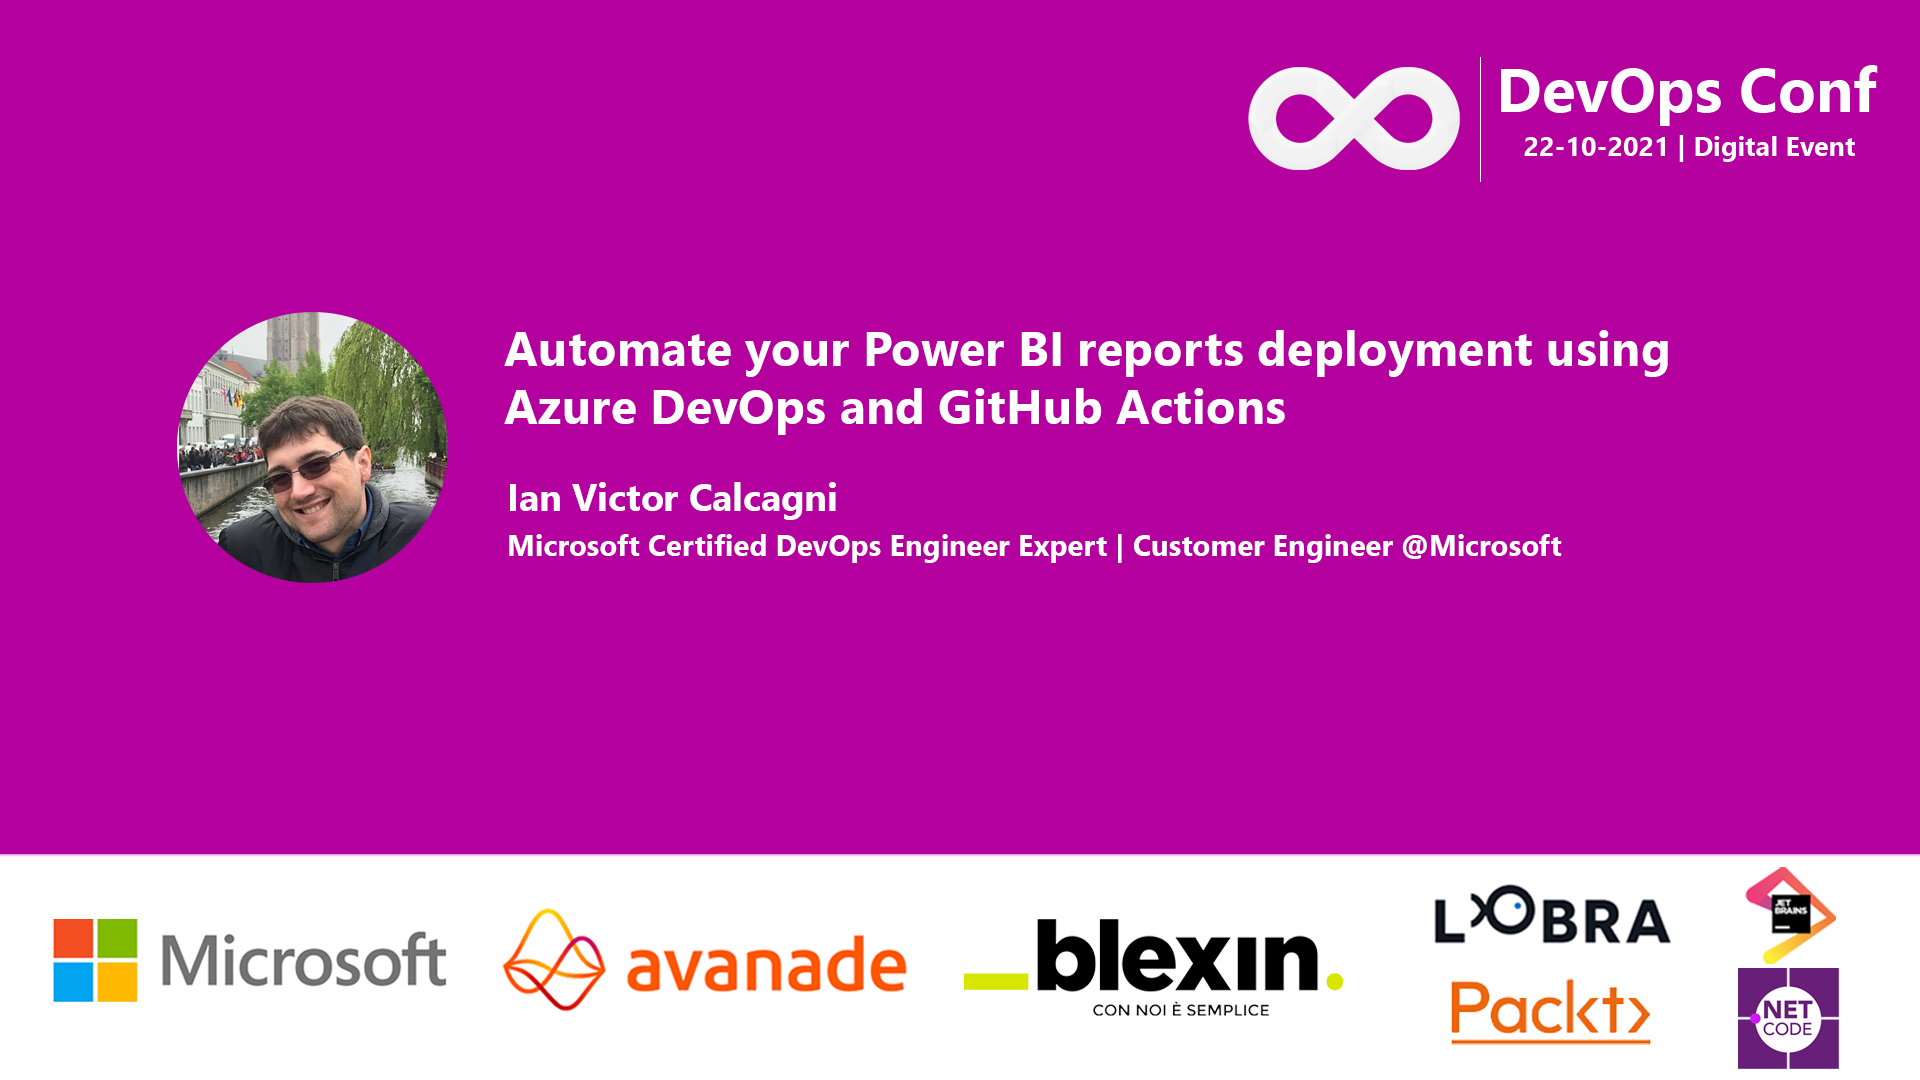 DevOps Conf
22-10-2021 | Digital Event
Automate your Power BI reports deployment using
Azure DevOps and GitHub Actions
Ian Victor Calcagni
Microsoft Certified DevOps Engineer Expert | Customer Engineer @Microsoft
Microsoft
avanade
_blexin.
CON NOI È SEMPLICE
LOBRA
Packt>
JET
BRAINS
NET
CODE